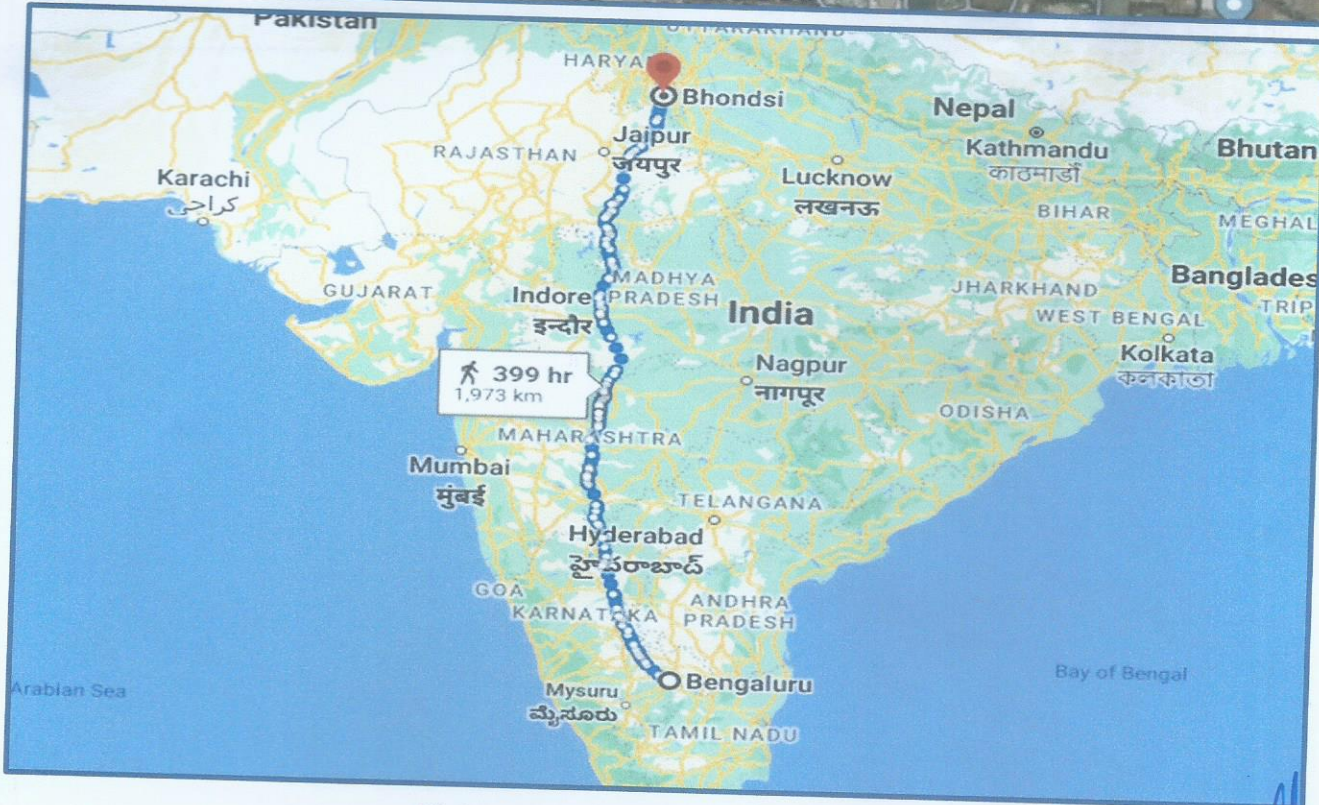 Pakistan
UTTARAKHAND
HARYA
Bhondsi
Nepal
Jaipur
जयपुर
RAJASTHAN
Kathmandu
काठमाडौँ
Bhutan
Karachi
كراچى
Lucknow
लखनऊ
BIHAR
MEGHAL
MADHYA
PRADESH
GUJARAT
Indore
इन्दौर
India
JHARKHAND
Banglades
WEST BENGAL
TRIP
Kolkata
কলকাতা
399 hr
1,973 km
Nagpur
नागपूर
ODISHA
MAHARASHTRA
Mumbai
मुंबई
TELANGANA
Hyderabad
GOA
KARNATAKA
ANDHRA
PRADESH
Bengaluru
Arabian Sea
Bay of Bengal
Mysuru
ಮೈಸೂರು
TAMIL NADU